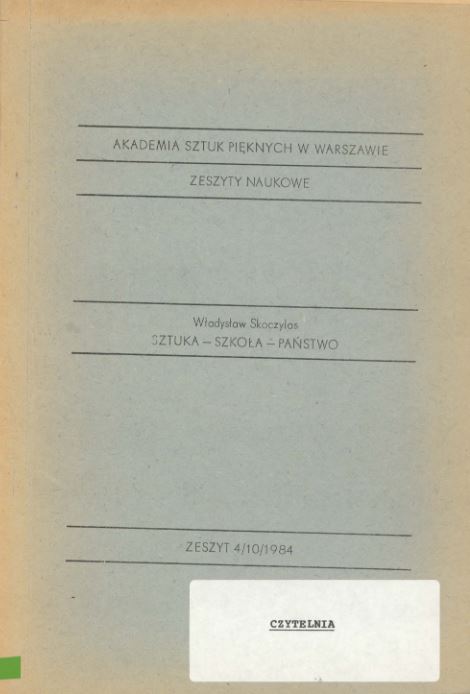 AKADEMIA SZTUK PIĘKNYCH W WARSZAWIE
ZESZYTY NAUKOWE
Władysław Skoczylas
SZTUKA – SZKOŁA – PAŃSTWO
ZESZYT 4/10/1984
CZYTELNIA